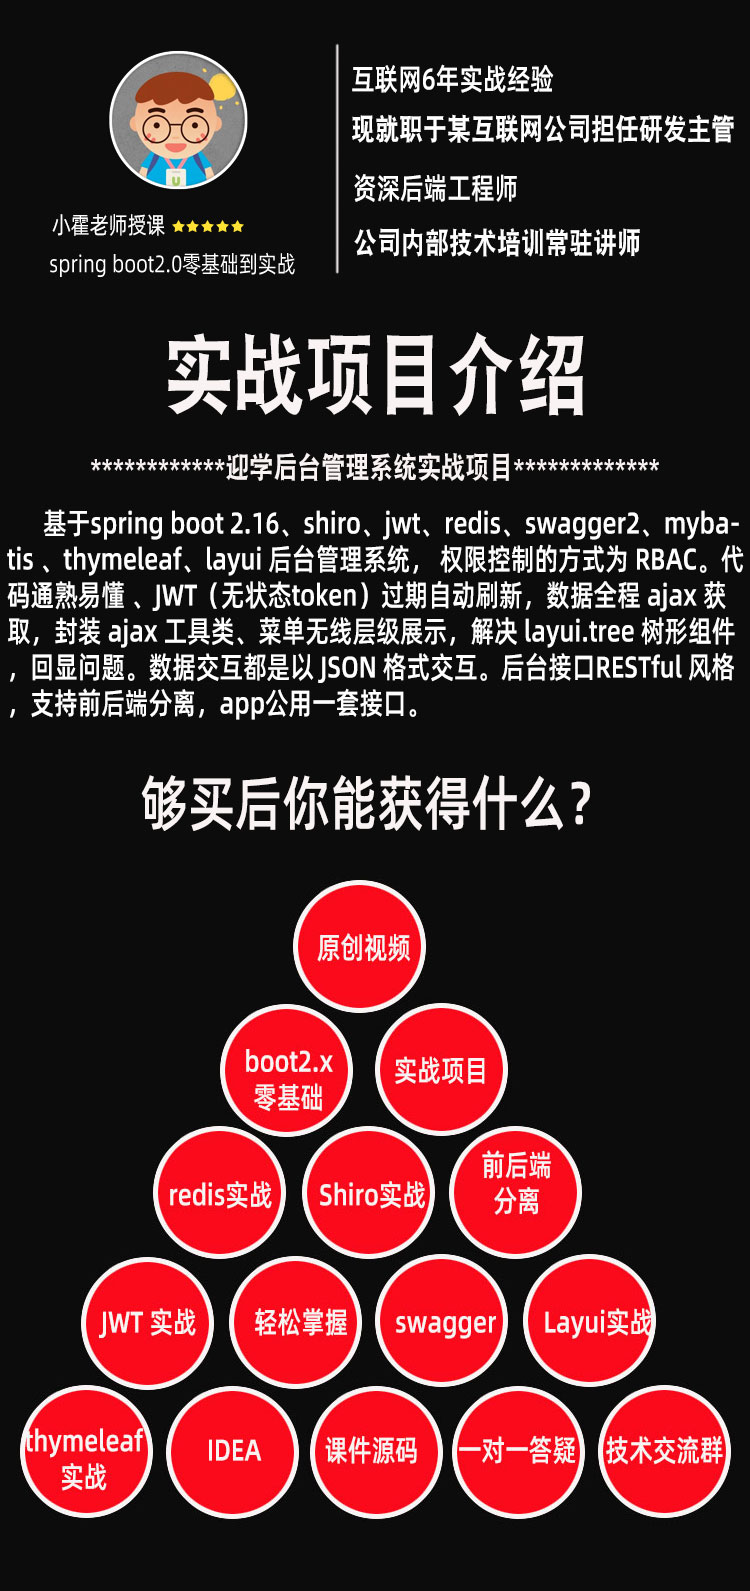 小霍老师授课 ★★★★★
spring boot2.0零基础到实战
互联网6年实战经验
现就职于某互联网公司担任研发主管
资深后端工程师
公司内部技术培训常驻讲师
实战项目介绍
************迎学后台管理系统实战项目*************
基于spring boot 2.16、shiro、jwt、redis、swagger2、myba-
tis 、thymeleaf、layui 后台管理系统， 权限控制的方式为 RBAC。代
码通熟易懂 、JWT（无状态token）过期自动刷新，数据全程 ajax 获
取，封装 ajax 工具类、菜单无线层级展示，解决 layui.tree 树形组件
，回显问题。数据交互都是以 JSON 格式交互。后台接口RESTful 风格
，支持前后端分离，app公用一套接口。
够买后你能获得什么？
原创视频
boot2.x
零基础
实战项目
redis实战
Shiro实战
前后端
分离
JWT 实战
轻松掌握
swagger
Layui实战
thymeleaf
实战
IDEA
课件源码
一对一答疑
技术交流群